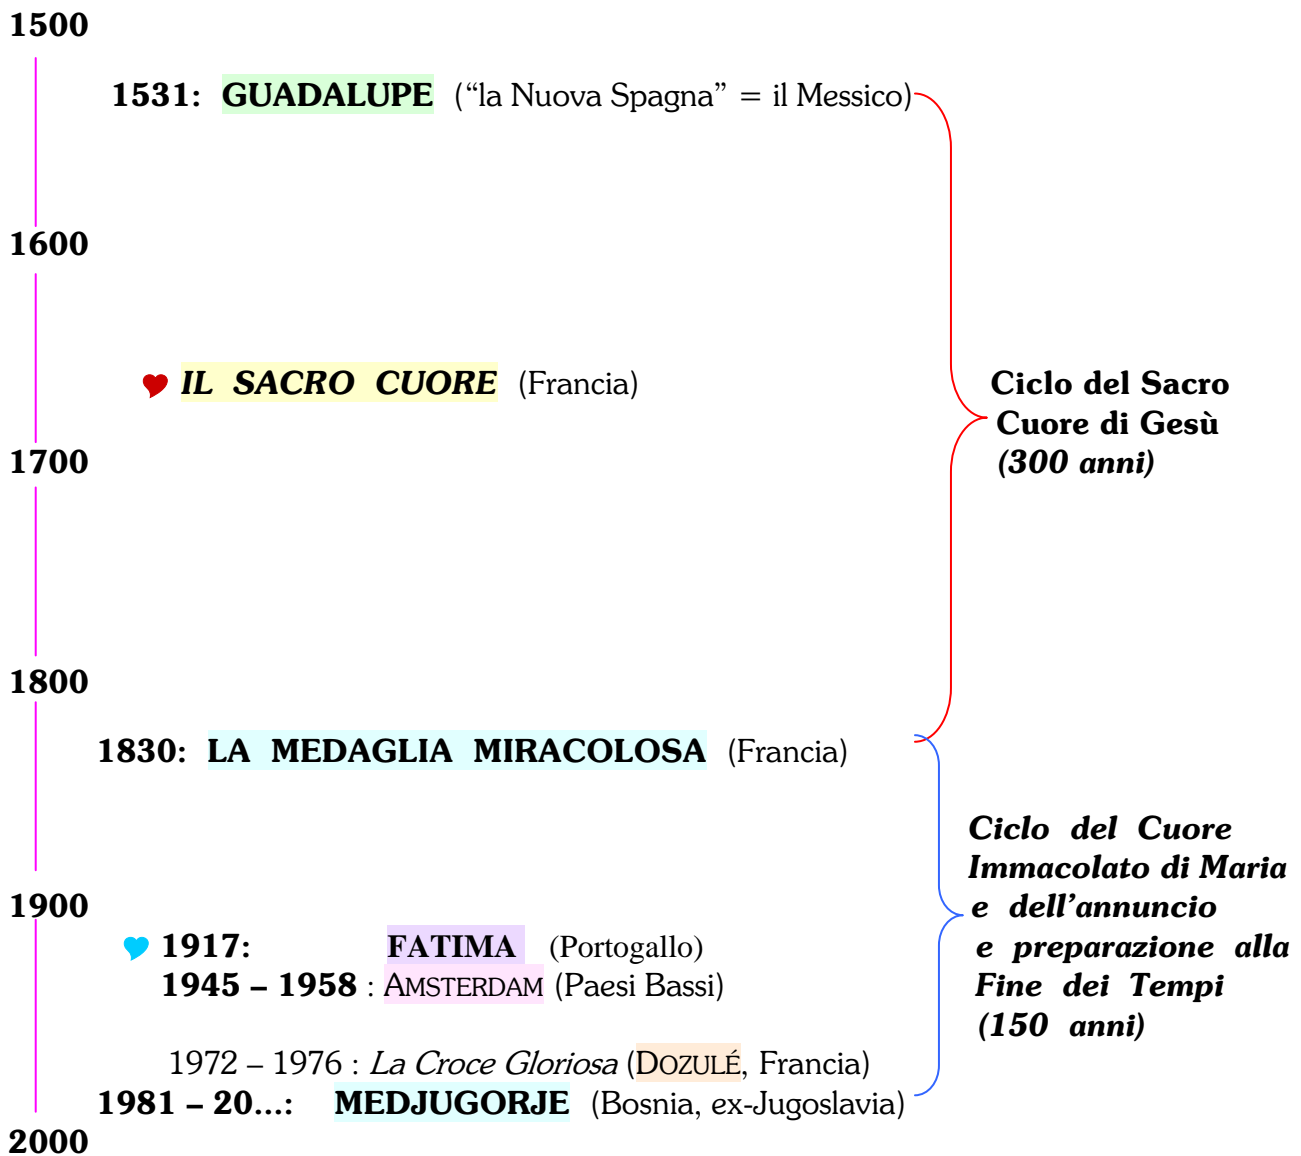 1500
1531: GUADALUPE (“la Nuova Spagna” = il Messico)
1600
IL SACRO CUORE (Francia)
Ciclo del Sacro
Cuore di Gesù
(300 anni)
1700
1800
1830: LA MEDAGLIA MIRACOLOSA (Francia)
Ciclo del Cuore
Immacolato di Maria
e dell'annuncio
e preparazione alla
Fine dei Tempi
(150 anni)
1900
1917: FATIMA (Portogallo)
1945 – 1958 : AMSTERDAM (Paesi Bassi)
1972 – 1976 : La Croce Gloriosa (DOZULÉ, Francia)
1981 – 20...: MEDJUGORJE (Bosnia, ex-Jugoslavia)
2000